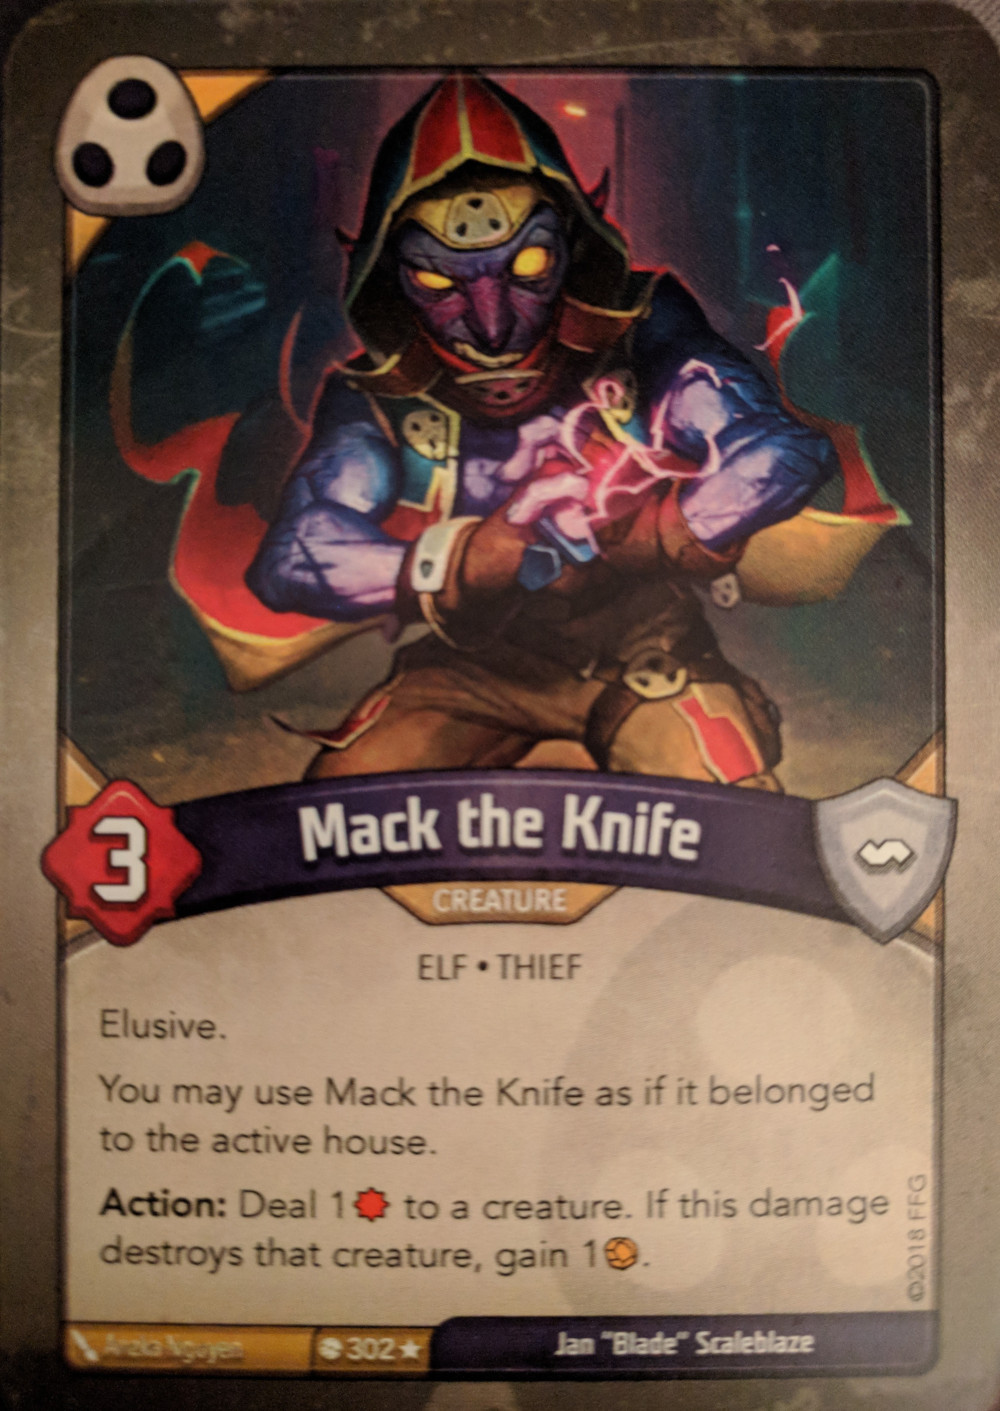 3
Mack the Knife
CREATURE
ELF • THIEF
Elusive.
You may use Mack the Knife as if it belonged
to the active house.
Action: Deal 1 to a creature. If this damage
destroys that creature, gain 1.
©2018 FFG
Nguyen
302★
Jan "Blade" Scaleblaze